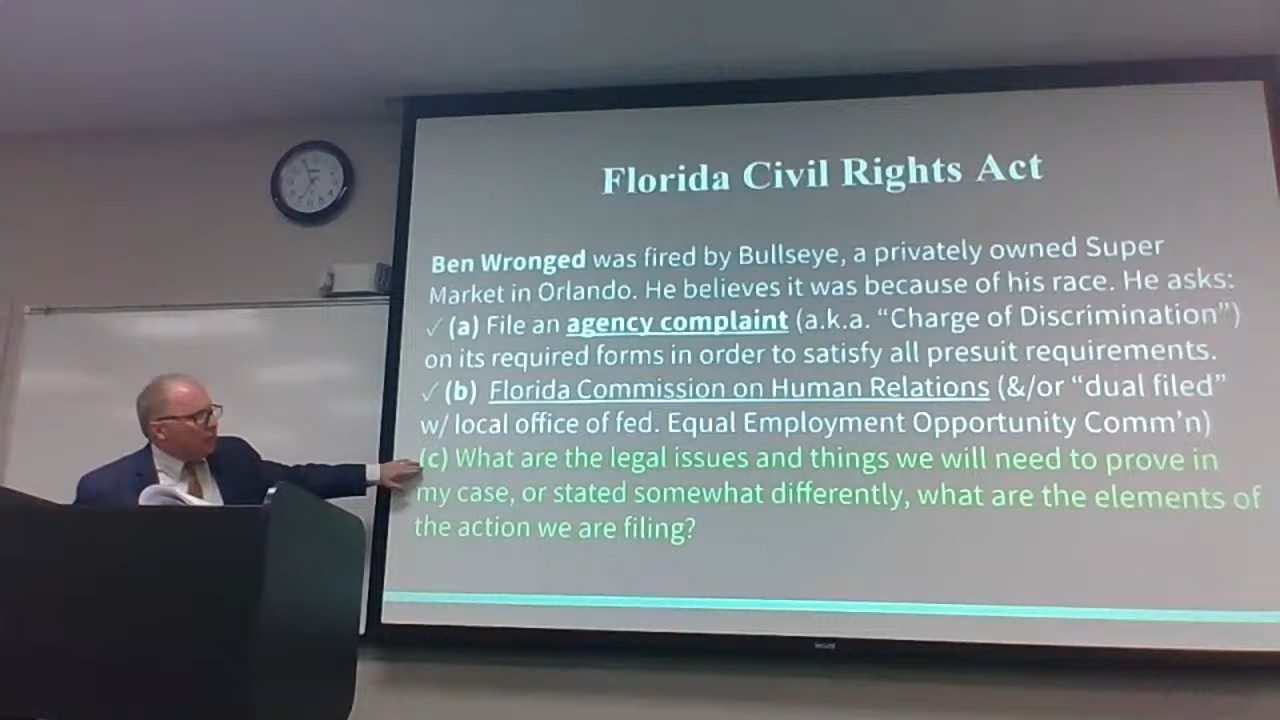 Florida Civil Rights Act
Ben Wronged was fired by Bullseye, a privately owned Super
Market in Orlando. He believes it was because of his race. He asks:
✓ (a) File an agency complaint (a.k.a. “Charge of Discrimination”)
on its required forms in order to satisfy all presuit requirements.
✓ (b) Florida Commission on Human Relations (&/or “dual filed”
w/ local office of fed. Equal Employment Opportunity Comm’n)
(c) What are the legal issues and things we will need to prove in
my case, or stated somewhat differently, what are the elements of
the action we are filing?